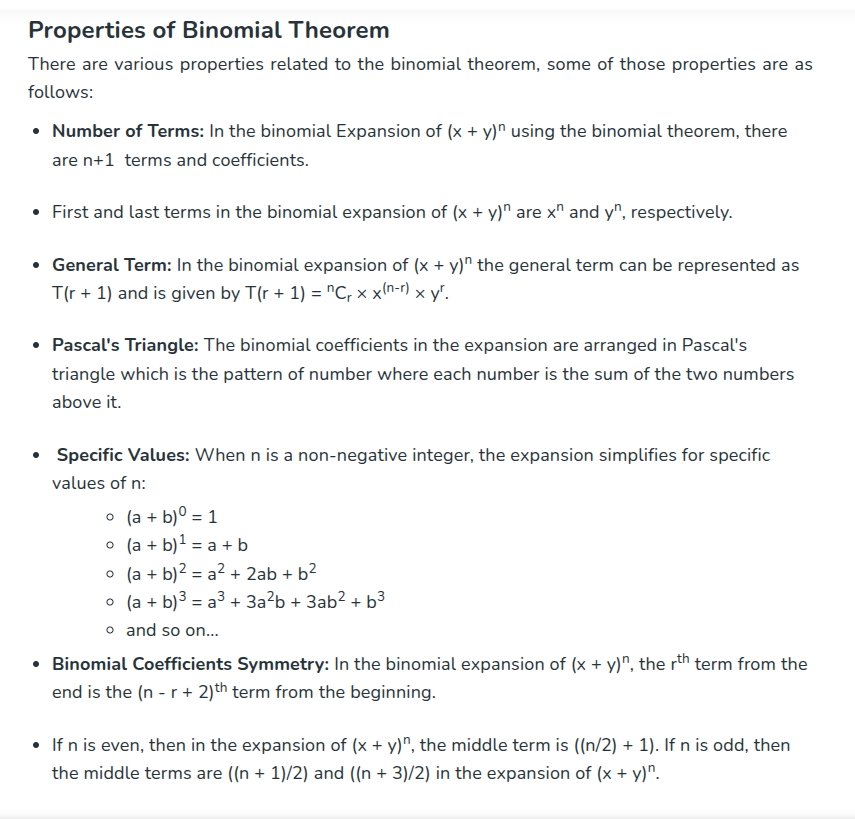 Properties of Binomial Theorem
There are various properties related to the binomial theorem, some of those properties are as
follows:
• Number of Terms: In the binomial Expansion of (x + y)ⁿ using the binomial theorem, there
are n+1 terms and coefficients.
• First and last terms in the binomial expansion of (x + y)ⁿ are xⁿ and yⁿ, respectively.
• General Term: In the binomial expansion of (x + y)ⁿ the general term can be represented as
T(r + 1) and is given by T(r + 1) = ⁿCᵣ × x⁽ⁿ⁻ʳ⁾ × yʳ.
• Pascal's Triangle: The binomial coefficients in the expansion are arranged in Pascal's
triangle which is the pattern of number where each number is the sum of the two numbers
above it.
• Specific Values: When n is a non-negative integer, the expansion simplifies for specific
values of n:
◦ (a + b)⁰ = 1
◦ (a + b)¹ = a + b
◦ (a + b)² = a² + 2ab + b²
◦ (a + b)³ = a³ + 3a²b + 3ab² + b³
◦ and so on...
• Binomial Coefficients Symmetry: In the binomial expansion of (x + y)ⁿ, the rᵗʰ term from the
end is the (n - r + 2)ᵗʰ term from the beginning.
• If n is even, then in the expansion of (x + y)ⁿ, the middle term is ((n/2) + 1). If n is odd, then
the middle terms are ((n + 1)/2) and ((n + 3)/2) in the expansion of (x + y)ⁿ.